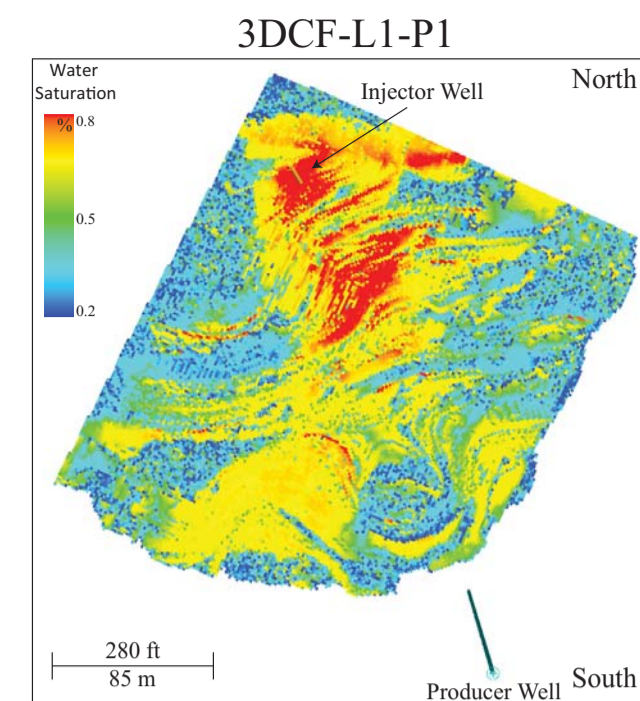 3DCF-L1-P1
Water
Saturation
% 0.8
0.5
0.2
Injector Well
North
280 ft
85 m
Producer Well
South